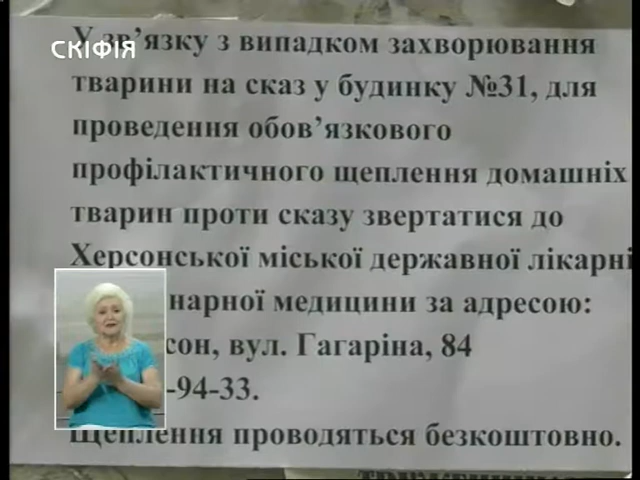 СКІФІЯ
У зв’язку з випадком захворювання
тварини на сказ у будинку №31, для
проведення обов’язкового
профілактичного щеплення домашніх
тварин проти сказу звертатися до
Херсонської міської державної лікарні
нарної медицини за адресою:
сон, вул. Гагаріна, 84
-94-33.
Щеплення проводяться безкоштовно.